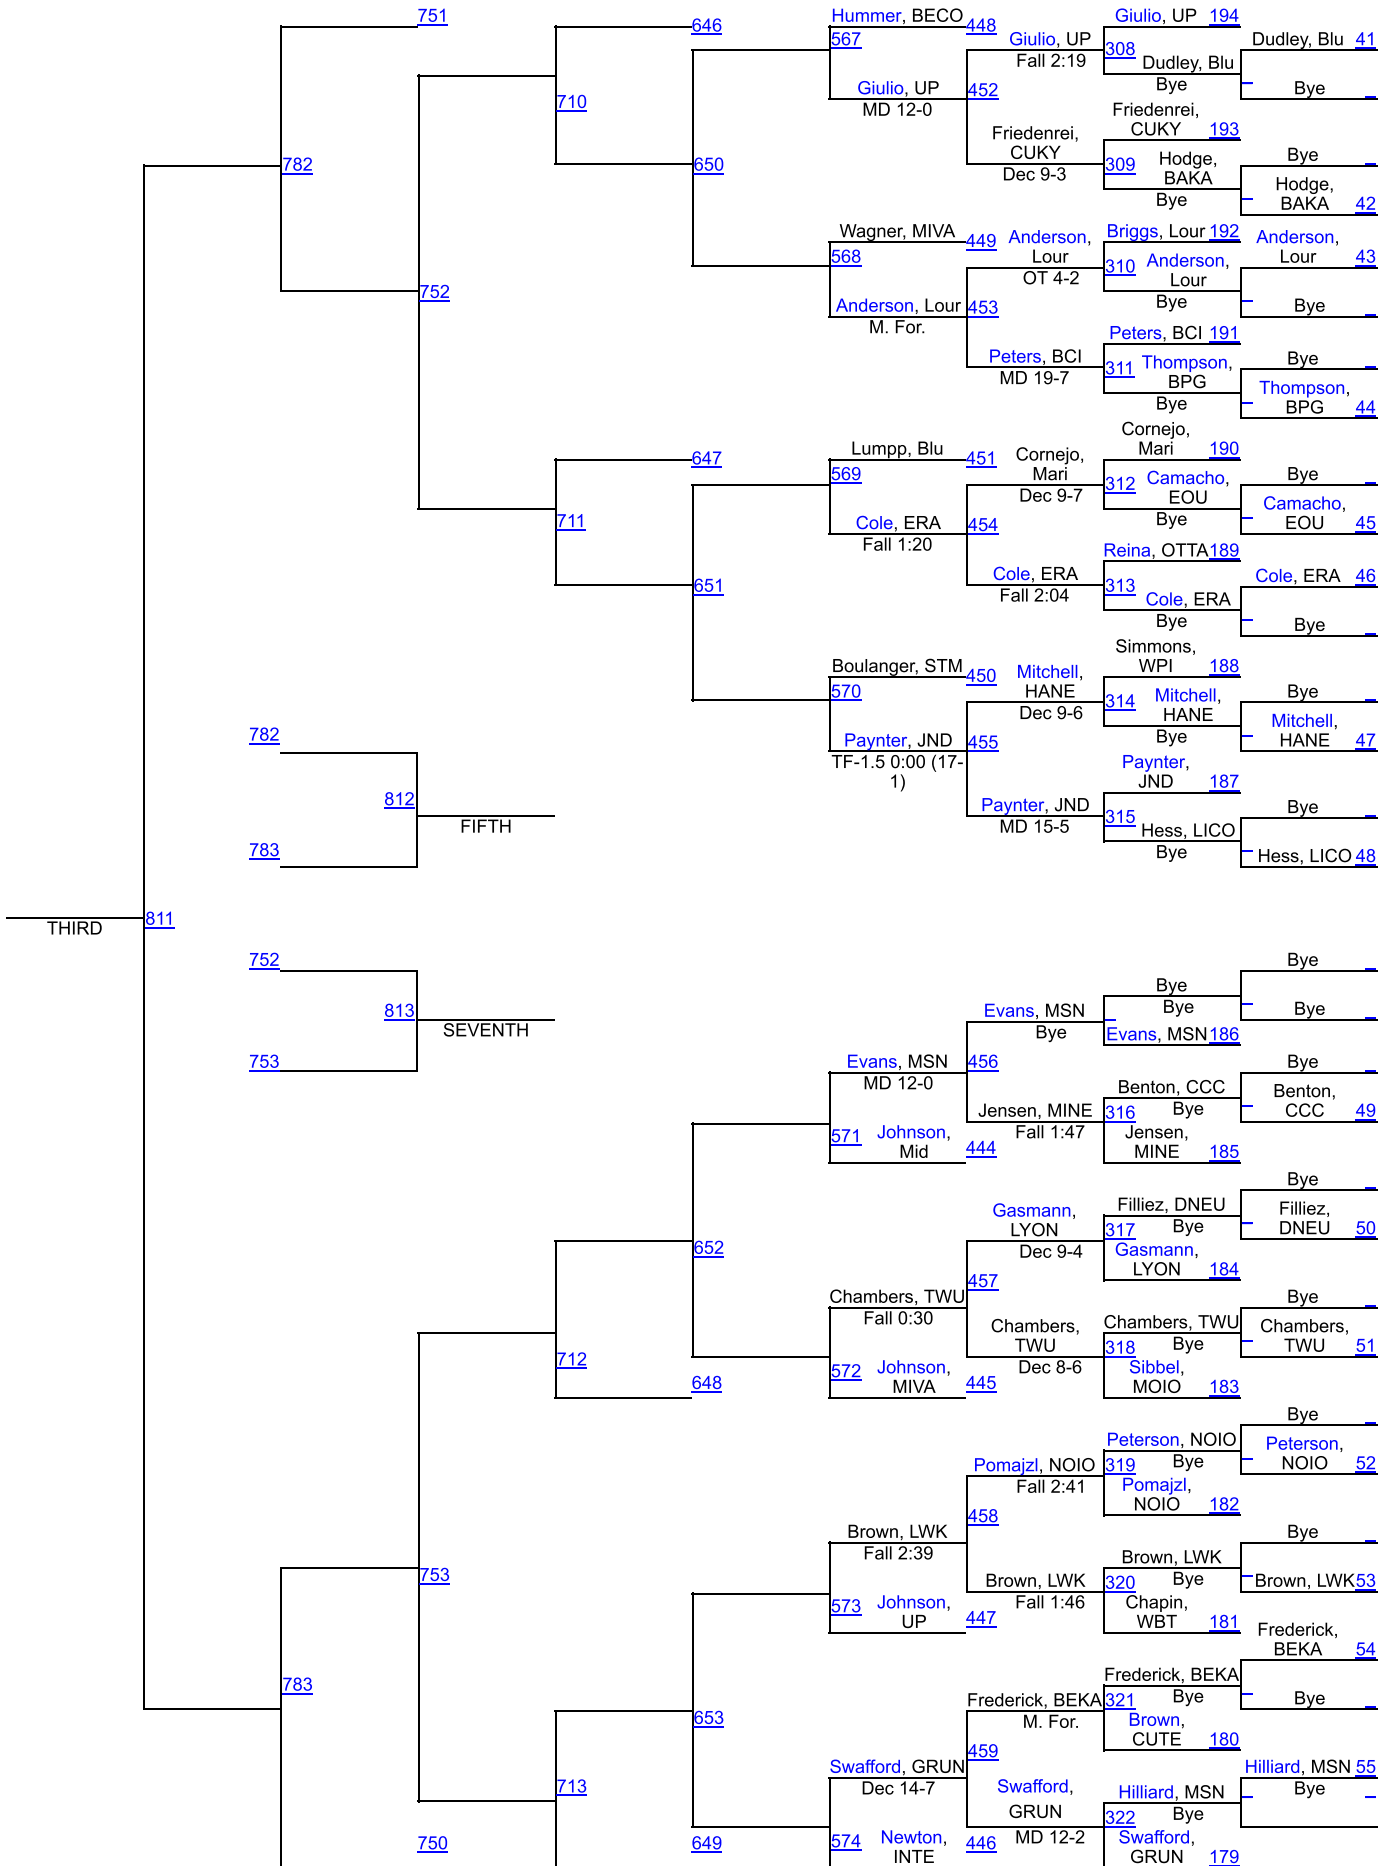 751
646
Hummer, BECO
448
Giulio, UP 194
567
Giulio, UP
308
Dudley, Blu 41
Fall 2:19
Dudley, Blu
Bye
Bye
Giulio, UP
452
MD 12-0
710
Friedenrei,
CUKY 193
Friedenrei,
CUKY
Dec 9-3
309
Hodge,
BAKA
Bye
Bye
Hodge,
BAKA 42
782
650
Wagner, MIVA
449
Anderson,
Lour
OT 4-2
Briggs, Lour 192
Anderson,
Lour 43
568
310
Anderson,
Lour
Bye
Bye
752
Anderson, Lour
453
M. For.
Peters, BCI 191
Peters, BCI
MD 19-7
311
Thompson,
BPG
Bye
Bye
Thompson,
BPG 44
647
Lumpp, Blu
451
Cornejo,
Mari
Dec 9-7
Cornejo,
Mari 190
569
312
Camacho,
EOU
Bye
Bye
Camacho,
EOU 45
711
Cole, ERA
454
Fall 1:20
Reina, OTTA 189
651
Cole, ERA
Fall 2:04
313
Cole, ERA
Bye
Cole, ERA 46
Bye
Boulanger, STM
450
Mitchell,
HANE
Dec 9-6
Simmons,
WPI 188
570
314
Mitchell,
HANE
Bye
Bye
Mitchell,
HANE 47
782
Paynter, JND
455
TF-1.5 0:00 (17-
1)
Paynter,
JND 187
812
FIFTH
Paynter, JND
MD 15-5
315
Hess, LICO
Bye
Bye
Hess, LICO 48
783
THIRD
811
752
813
SEVENTH
753
Bye
Bye
Bye
Bye
Evans, MSN
Bye
Evans, MSN 186
Evans, MSN
456
MD 12-0
Bye
Benton,
CCC 49
Benton, CCC
Bye
Jensen, MINE
316
Fall 1:47
Jensen,
MINE 185
571
Johnson,
Mid
444
Bye
Filliez,
DNEU 50
Filliez, DNEU
Bye
Gasmann,
LYON
Dec 9-4
317
Gasmann,
LYON 184
652
457
Chambers, TWU
Fall 0:30
Bye
Chambers,
TWU 51
Chambers, TWU
Bye
Chambers,
TWU
Dec 8-6
318
Sibbel,
MOIO 183
712
648
572
Johnson,
MIVA
445
Bye
Peterson,
NOIO 52
Peterson, NOIO
Bye
Pomajzl, NOIO
319
Fall 2:41
Pomajzl,
NOIO 182
458
Brown, LWK
Fall 2:39
Bye
Brown, LWK 53
Brown, LWK
Bye
753
Brown, LWK
320
Fall 1:46
Chapin,
WBT 181
573
Johnson,
UP
447
Frederick,
BEKA 54
Bye
Frederick, BEKA
Bye
783
653
Frederick, BEKA
321
M. For.
Brown,
CUTE 180
459
Swafford, GRUN
Dec 14-7
Hilliard, MSN 55
Bye
713
Swafford,
GRUN
MD 12-2
Hilliard, MSN
Bye
322
Swafford,
GRUN 179
750
649
574
Newton,
INTE
446